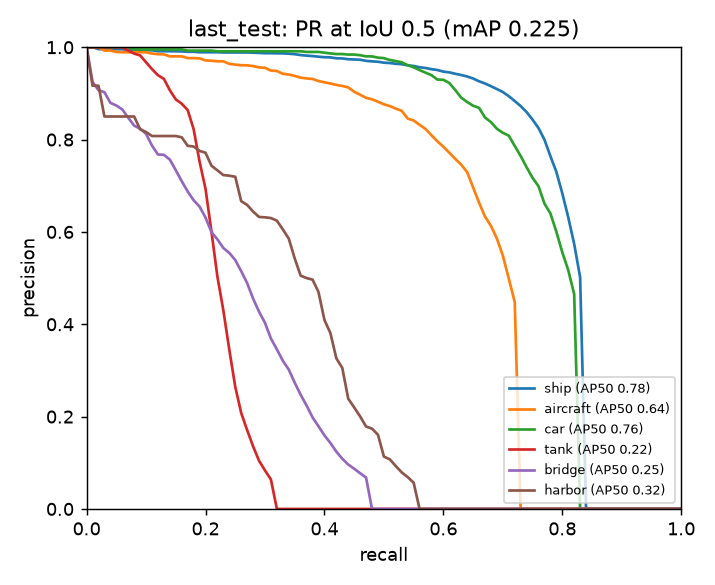 last_test: PR at IoU 0.5 (mAP 0.225)
precision
1.0
0.8
0.6
0.4
0.2
0.0
ship (AP50 0.78)
aircraft (AP50 0.64)
car (AP50 0.76)
tank (AP50 0.22)
bridge (AP50 0.25)
harbor (AP50 0.32)
0.0 0.2 0.4 0.6 0.8 1.0
recall